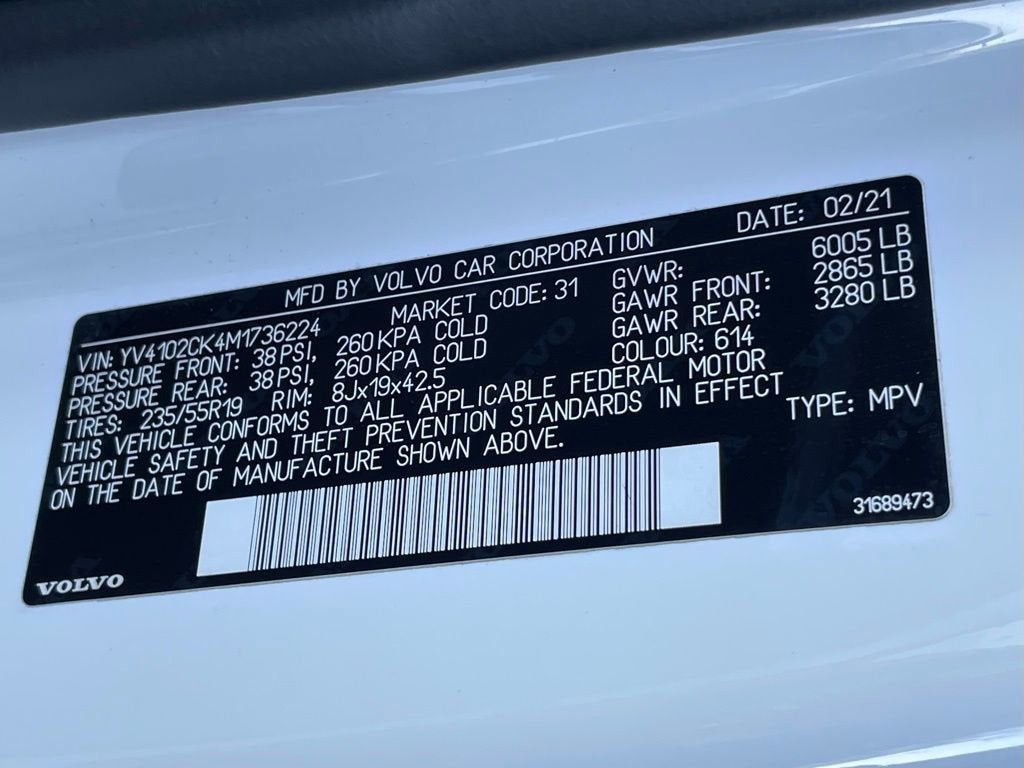 MFD BY VOLVO CAR CORPORATION DATE: 02/21
VIN: YV4102CK4M1736224 MARKET CODE: 31 GVWR: 6005 LB
PRESSURE FRONT: 38 PSI, 260 KPA COLD GAWR FRONT: 2865 LB
PRESSURE REAR: 38 PSI, 260 KPA COLD GAWR REAR: 3280 LB
TIRES: 235/55R19 RIM: 8Jx19x42.5 COLOUR: 614
THIS VEHICLE CONFORMS TO ALL APPLICABLE FEDERAL MOTOR
VEHICLE SAFETY AND THEFT PREVENTION STANDARDS IN EFFECT
ON THE DATE OF MANUFACTURE SHOWN ABOVE. TYPE: MPV
31689473
VOLVO